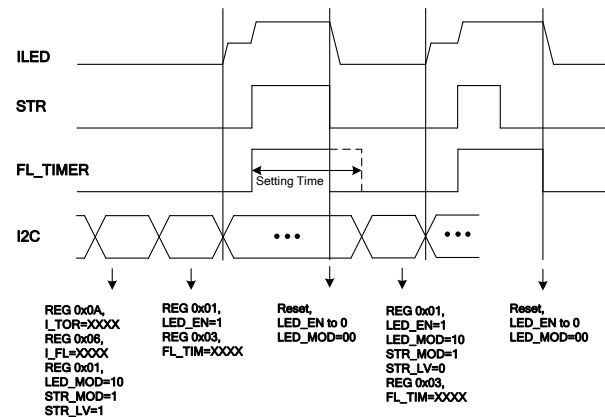 ILED
STR
FL_TIMER
Setting Time
I2C
•••
•••
REG 0x0A,
I_TOR=XXXX
REG 0x06,
I_FL=XXXX
REG 0x01,
LED_MOD=10
STR_MOD=1
STR_LV=1
REG 0x01,
LED_EN=1
REG 0x03,
FL_TIM=XXXX
Reset,
LED_EN to 0
LED_MOD=00
REG 0x01,
LED_EN=1
LED_MOD=10
STR_MOD=1
STR_LV=0
REG 0x03,
FL_TIM=XXXX
Reset,
LED_EN to 0
LED_MOD=00